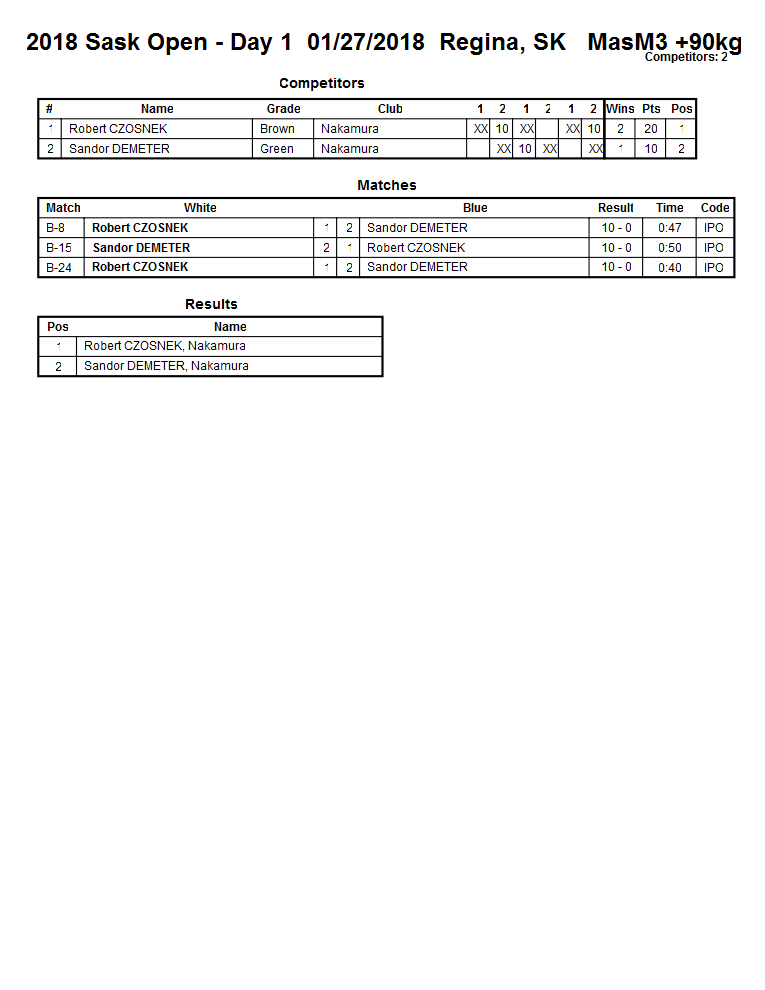 2018 Sask Open - Day 1 01/27/2018 Regina, SK MasM3 +90kg
Competitors: 2
Competitors
# Name Grade Club 1 2 1 2 1 2 Wins Pts Pos
1 Robert CZOSNEK Brown Nakamura XX 10 XX XX 10 2 20 1
2 Sandor DEMETER Green Nakamura XX 10 XX XX 1 10 2
Matches
Match White Blue Result Time Code
B-8 Robert CZOSNEK 1 2 Sandor DEMETER 10 - 0 0:47 IPO
B-15 Sandor DEMETER 2 1 Robert CZOSNEK 10 - 0 0:50 IPO
B-24 Robert CZOSNEK 1 2 Sandor DEMETER 10 - 0 0:40 IPO
Results
Pos Name
1 Robert CZOSNEK, Nakamura
2 Sandor DEMETER, Nakamura